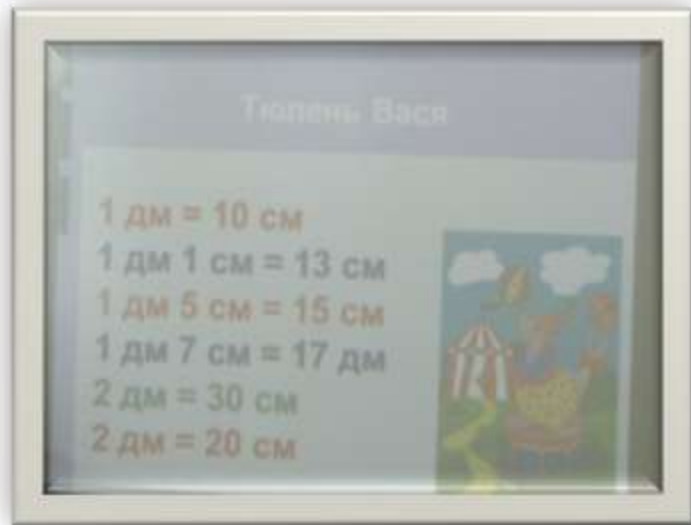 Тюлень Вася
1 дм = 10 см
1 дм 1 см = 13 см
1 дм 5 см = 15 см
1 дм 7 см = 17 дм
2 дм = 30 см
2 дм = 20 см